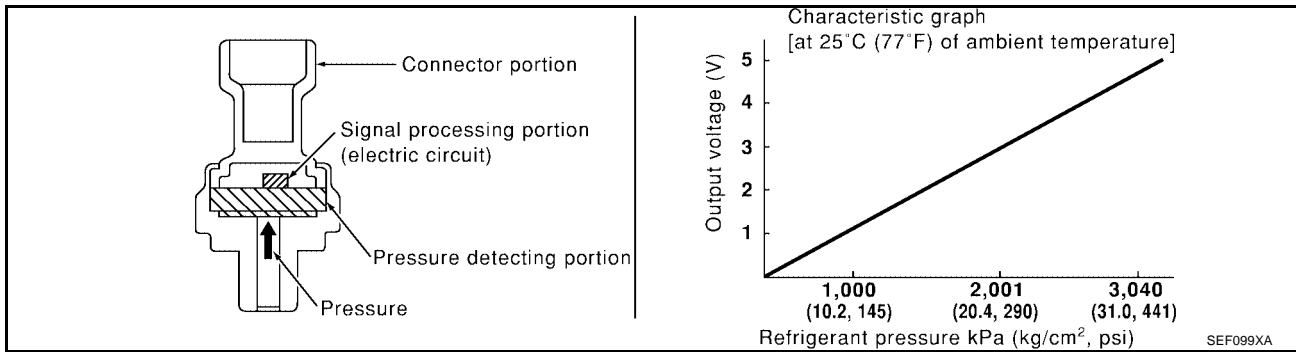 Connector portion
Signal processing portion
(electric circuit)
Pressure detecting portion
Pressure
Characteristic graph
[at 25°C (77°F) of ambient temperature]
Output voltage (V)
5
4
3
2
1
1,000 2,001 3,040
(10.2, 145) (20.4, 290) (31.0, 441)
Refrigerant pressure kPa (kg/cm², psi)
SEF099XA